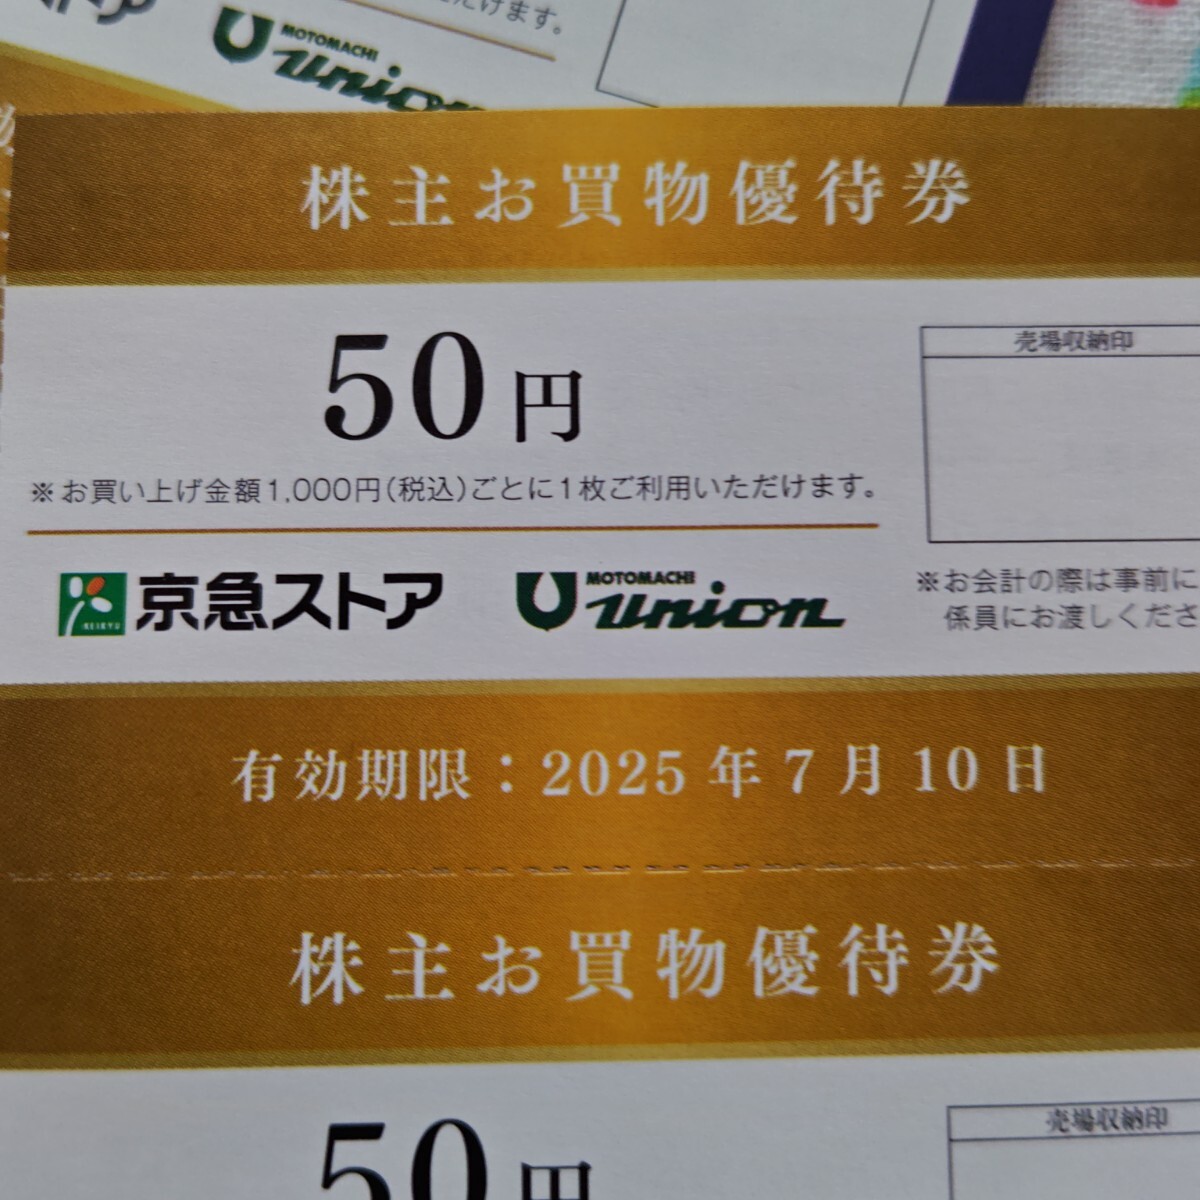 だけます。
MOTOMACHI
union
株主お買物優待券
50円
売場収納印
※お買い上げ金額1,000円(税込)ごとに1枚ご利用いただけます。
KEIKYU
京急ストア
MOTOMACHI
union
※お会計の際は事前に
係員にお渡しくださ
有効期限：2025年7月10日
株主お買物優待券
50円
売場収納印